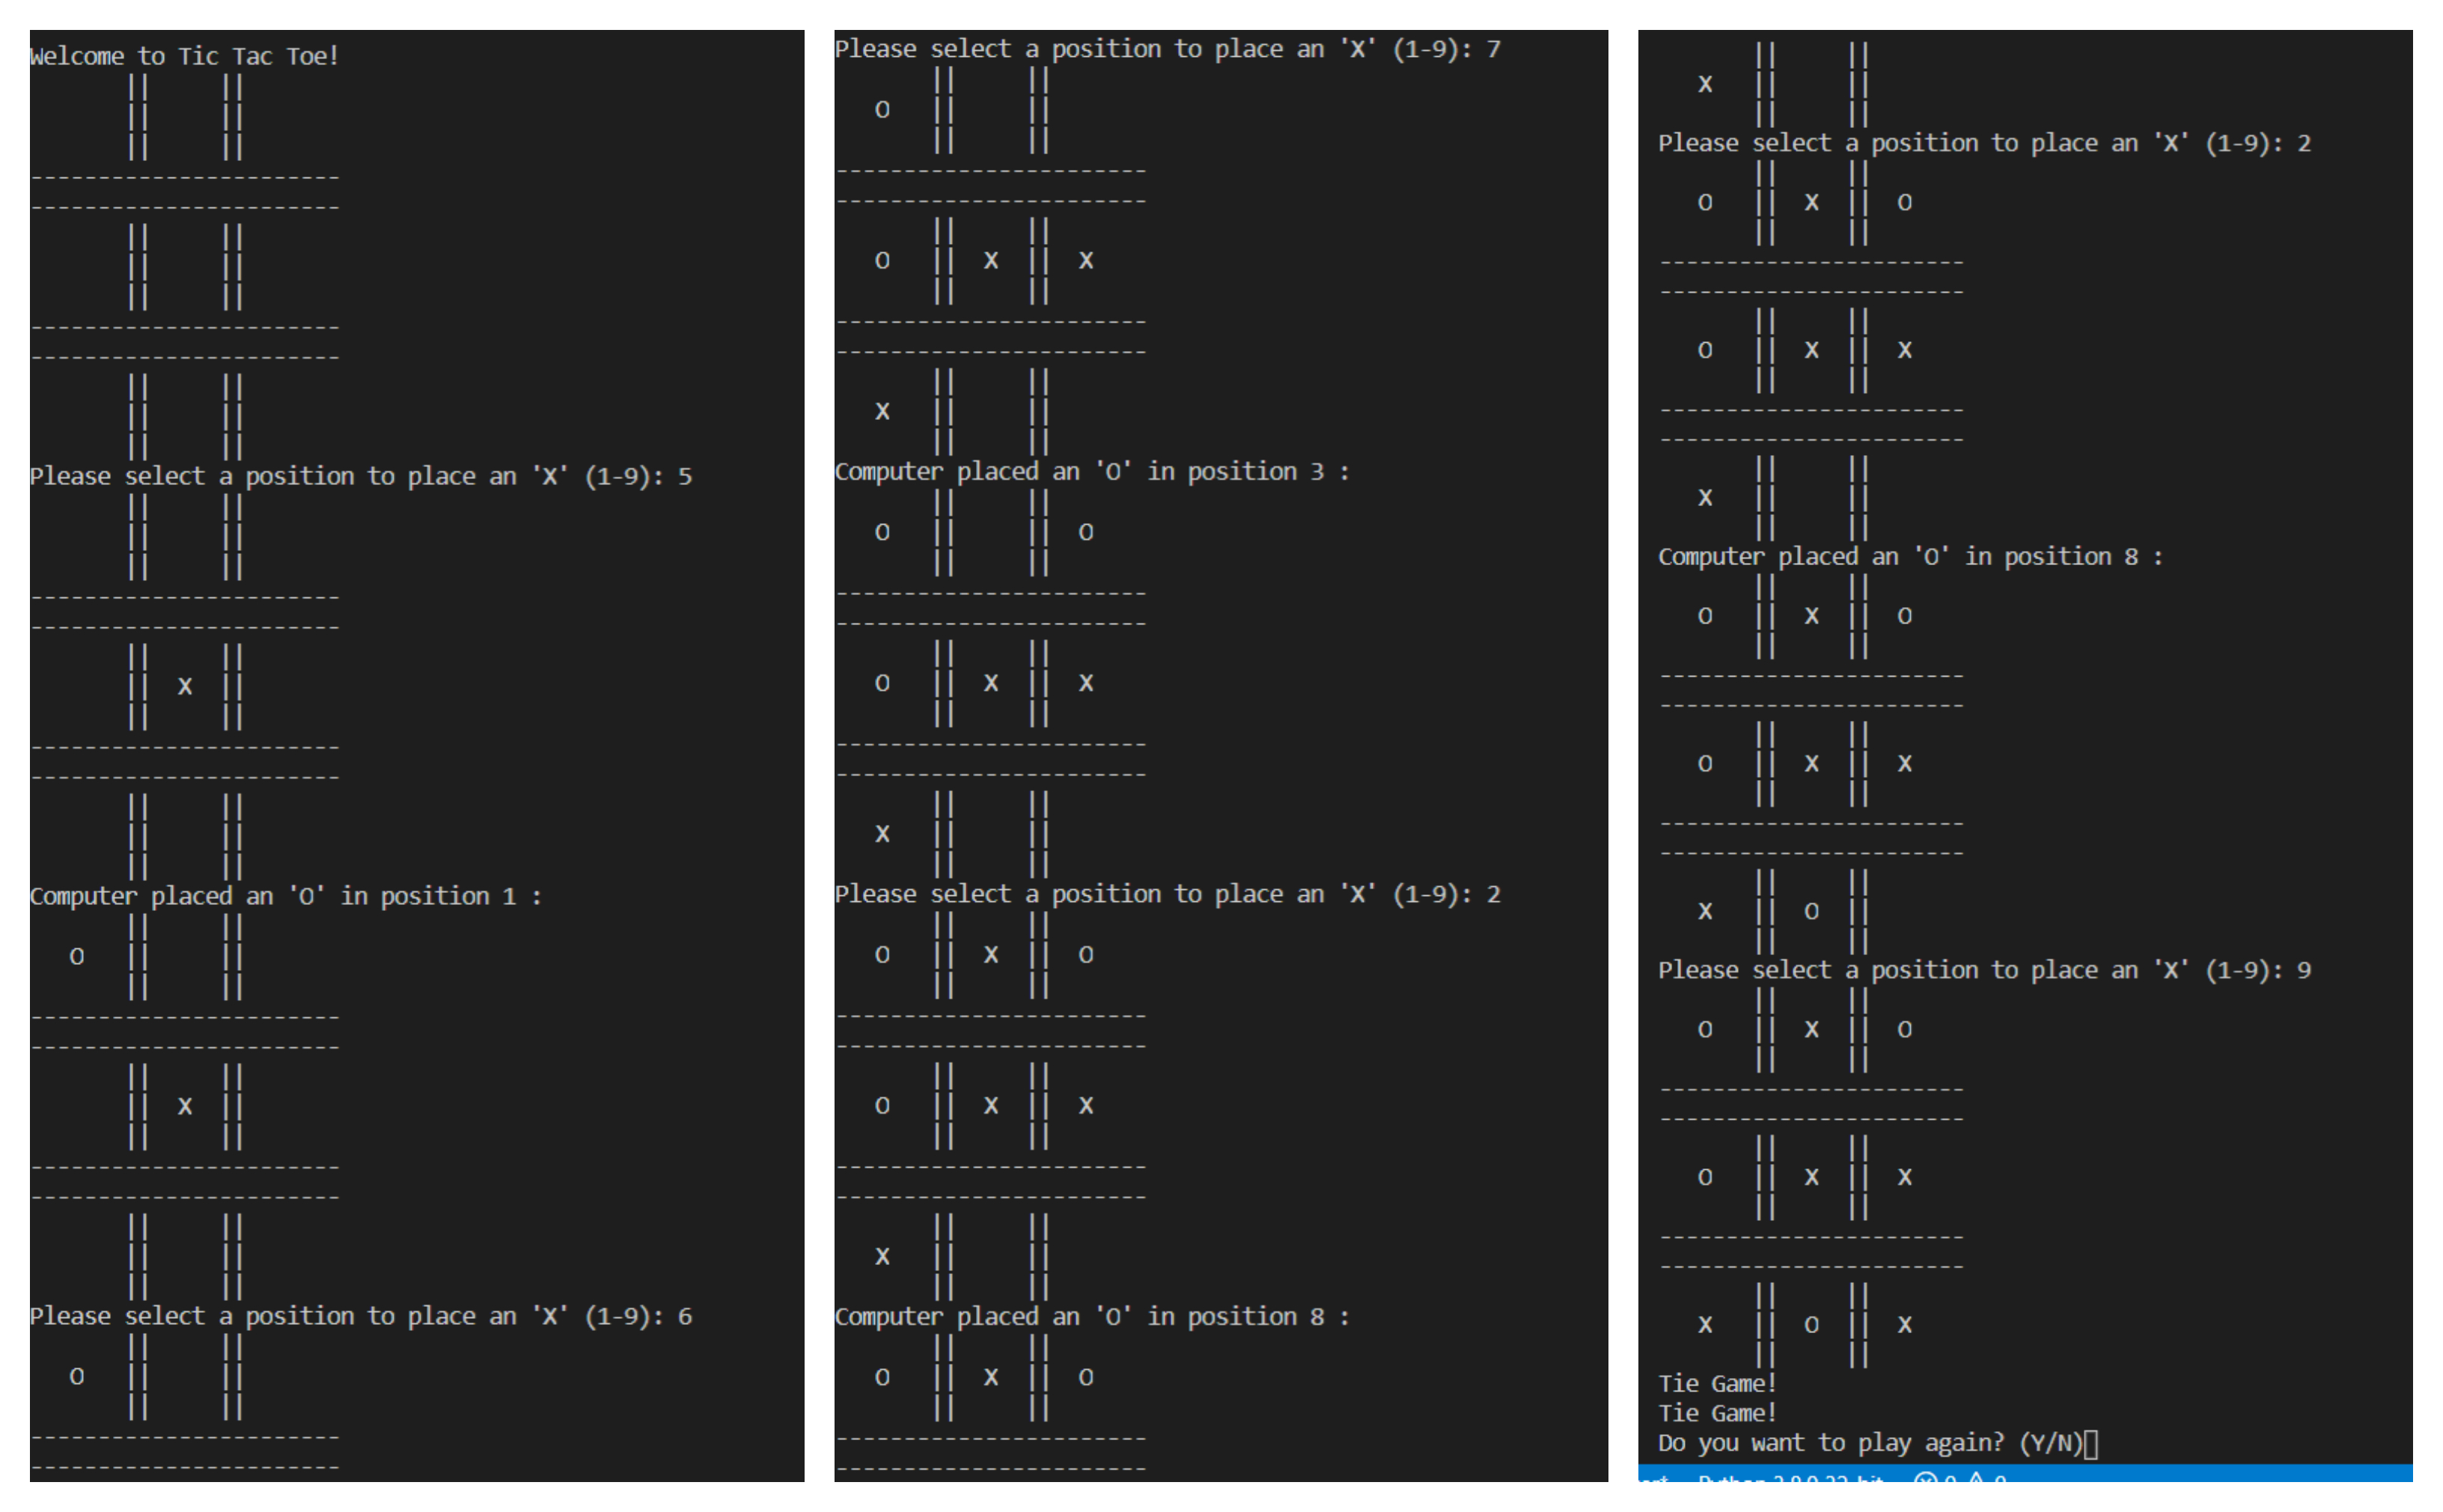 Welcome to Tic Tac Toe!
|| ||
|| ||
|| ||
-----------------------
-----------------------
|| ||
|| ||
|| ||
-----------------------
-----------------------
|| ||
|| ||
|| ||
Please select a position to place an 'X' (1-9): 5
|| ||
|| ||
|| ||
-----------------------
-----------------------
|| ||
|| X ||
|| ||
-----------------------
-----------------------
|| ||
|| ||
|| ||
Computer placed an 'O' in position 1 :
|| ||
O || ||
|| ||
-----------------------
-----------------------
|| ||
|| X ||
|| ||
-----------------------
-----------------------
|| ||
|| ||
|| ||
Please select a position to place an 'X' (1-9): 6
|| ||
O || ||
|| ||
-----------------------
-----------------------
Please select a position to place an 'X' (1-9): 7
|| ||
O || ||
|| ||
-----------------------
-----------------------
|| ||
O || X || X
|| ||
-----------------------
-----------------------
|| ||
X || ||
|| ||
Computer placed an 'O' in position 3 :
|| ||
O || || O
|| ||
-----------------------
-----------------------
|| ||
O || X || X
|| ||
-----------------------
-----------------------
|| ||
X || ||
|| ||
Please select a position to place an 'X' (1-9): 2
|| ||
O || X || O
|| ||
-----------------------
-----------------------
|| ||
O || X || X
|| ||
-----------------------
-----------------------
|| ||
X || ||
|| ||
Computer placed an 'O' in position 8 :
|| ||
O || X || O
|| ||
-----------------------
-----------------------
|| ||
X || ||
|| ||
Please select a position to place an 'X' (1-9): 2
|| ||
O || X || O
|| ||
-----------------------
-----------------------
|| ||
O || X || X
|| ||
-----------------------
-----------------------
|| ||
X || ||
|| ||
Computer placed an 'O' in position 8 :
|| ||
O || X || O
|| ||
-----------------------
-----------------------
|| ||
O || X || X
|| ||
-----------------------
-----------------------
|| ||
X || O ||
|| ||
Please select a position to place an 'X' (1-9): 9
|| ||
O || X || O
|| ||
-----------------------
-----------------------
|| ||
O || X || X
|| ||
-----------------------
-----------------------
|| ||
X || O || X
|| ||
Tie Game!
Tie Game!
Do you want to play again? (Y/N)